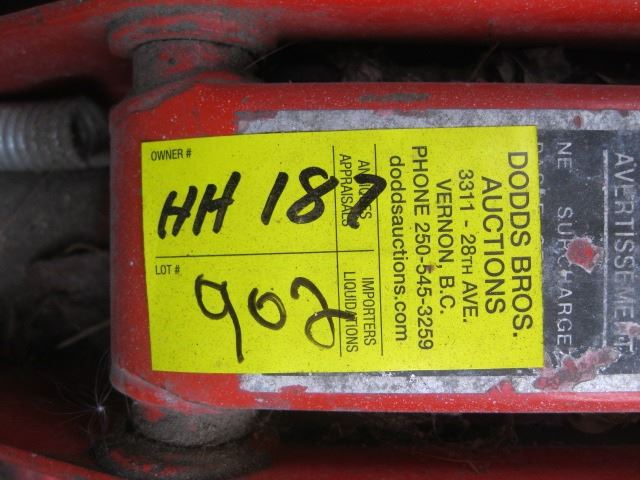 OWNER #
HH 187
LOT #
902
ANTIQUES
APPRAISALS
IMPORTERS
LIQUIDATIONS
DODDS BROS.
AUCTIONS
3311 - 28TH AVE.
VERNON, B.C.
PHONE 250-545-3259
doddsauctions.com
AVERTISSEMENT
NE SURCHARGE